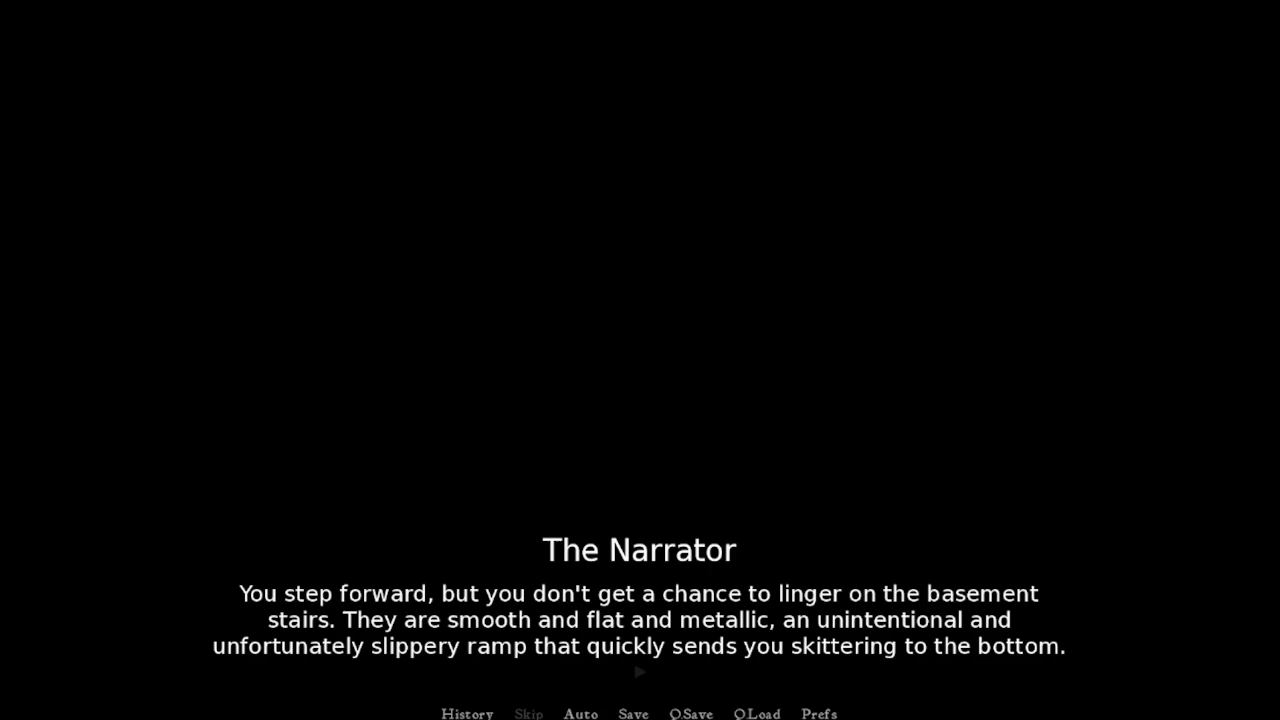 The Narrator
You step forward, but you don't get a chance to linger on the basement
stairs. They are smooth and flat and metallic, an unintentional and
unfortunately slippery ramp that quickly sends you skittering to the bottom.
History Skip Auto Save Q.Save Q.Load Prefs